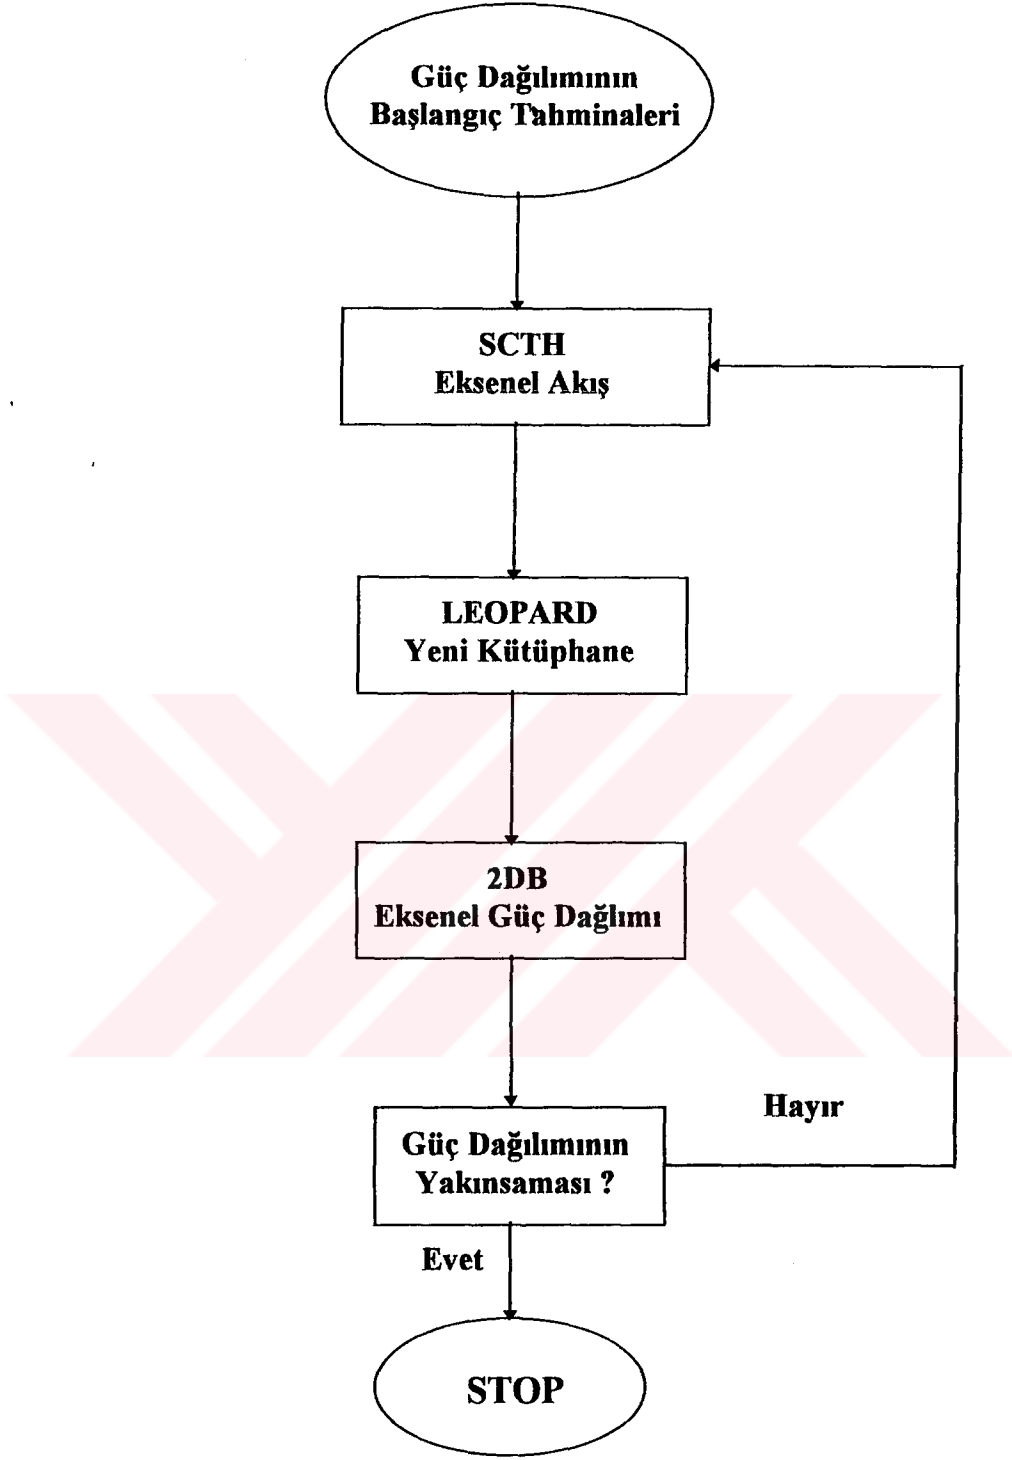 Güç Dağılımının
Başlangıç Tahminaleri
SCTH
Eksenel Akış
LEOPARD
Yeni Kütüphane
2DB
Eksenel Güç Dağlımı
Hayır
Güç Dağılımının
Yakınsaması ?
Evet
STOP